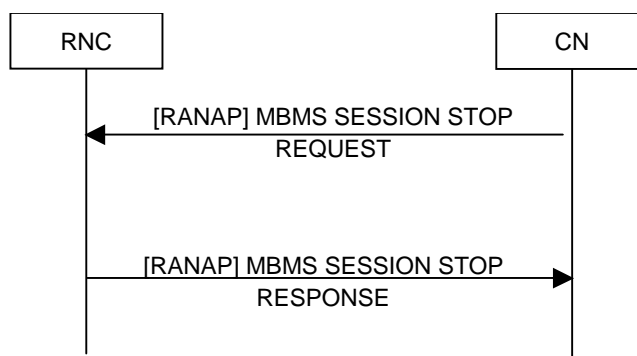 RNC
CN
[RANAP] MBMS SESSION STOP
REQUEST
[RANAP] MBMS SESSION STOP
RESPONSE